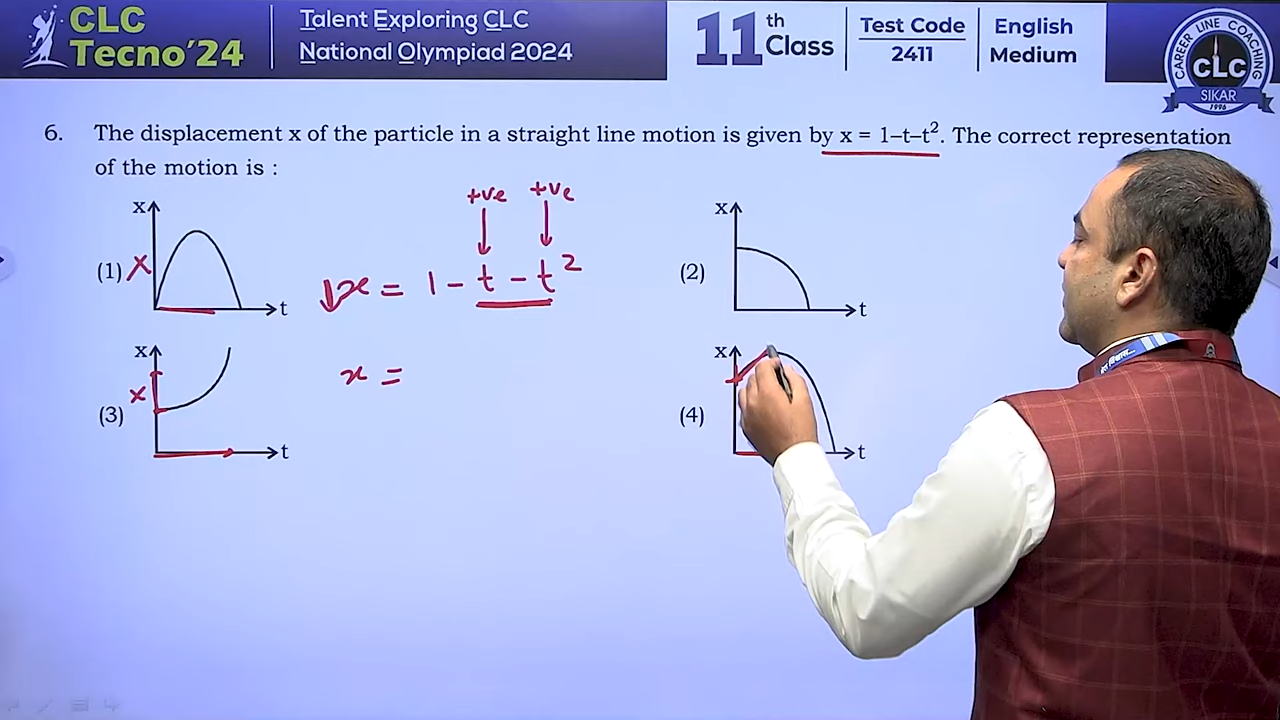 CLC
Tecno'24
Talent Exploring CLC
National Olympiad 2024
11th Class
Test Code
2411
English
Medium
CAREER LINE COACHING
CLC
SIKAR
1996
6. The displacement x of the particle in a straight line motion is given by x = 1–t–t². The correct representation
of the motion is :
+ve +ve
x
(1) X
t
x = 1 - t - t²
x
(2)
t
x
x
(3)
t
x =
x
(4)
t